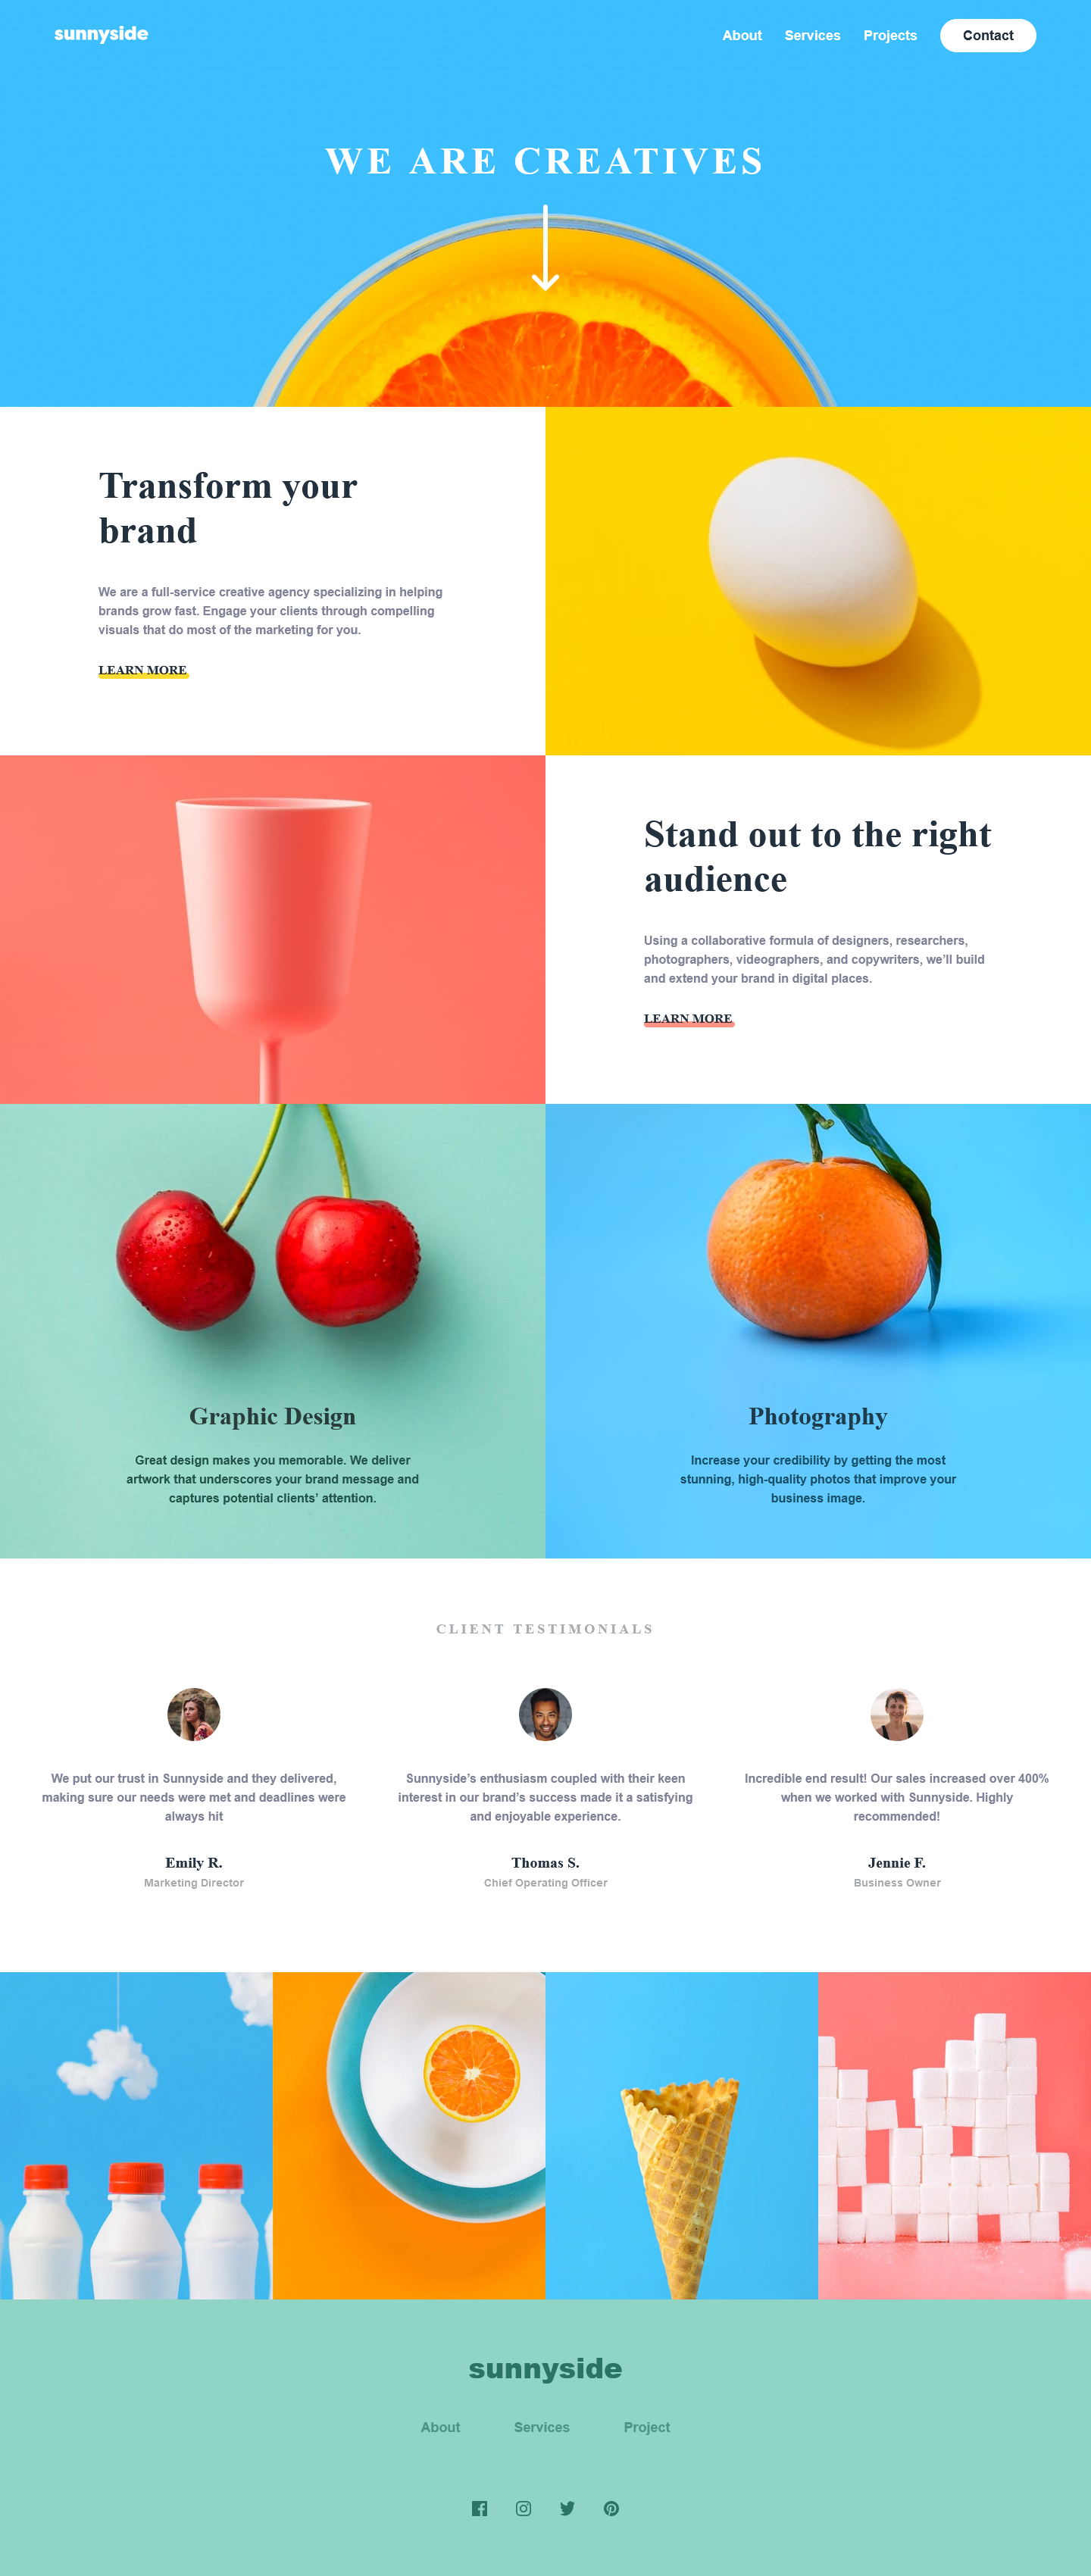 sunnyside
About Services Projects Contact
WE ARE CREATIVES
Transform your
brand
We are a full-service creative agency specializing in helping
brands grow fast. Engage your clients through compelling
visuals that do most of the marketing for you.
LEARN MORE
Stand out to the right
audience
Using a collaborative formula of designers, researchers,
photographers, videographers, and copywriters, we’ll build
and extend your brand in digital places.
LEARN MORE
Graphic Design
Great design makes you memorable. We deliver
artwork that underscores your brand message and
captures potential clients’ attention.
Photography
Increase your credibility by getting the most
stunning, high-quality photos that improve your
business image.
CLIENT TESTIMONIALS
We put our trust in Sunnyside and they delivered,
making sure our needs were met and deadlines were
always hit
Emily R.
Marketing Director
Sunnyside’s enthusiasm coupled with their keen
interest in our brand’s success made it a satisfying
and enjoyable experience.
Thomas S.
Chief Operating Officer
Incredible end result! Our sales increased over 400%
when we worked with Sunnyside. Highly
recommended!
Jennie F.
Business Owner
sunnyside
About Services Project